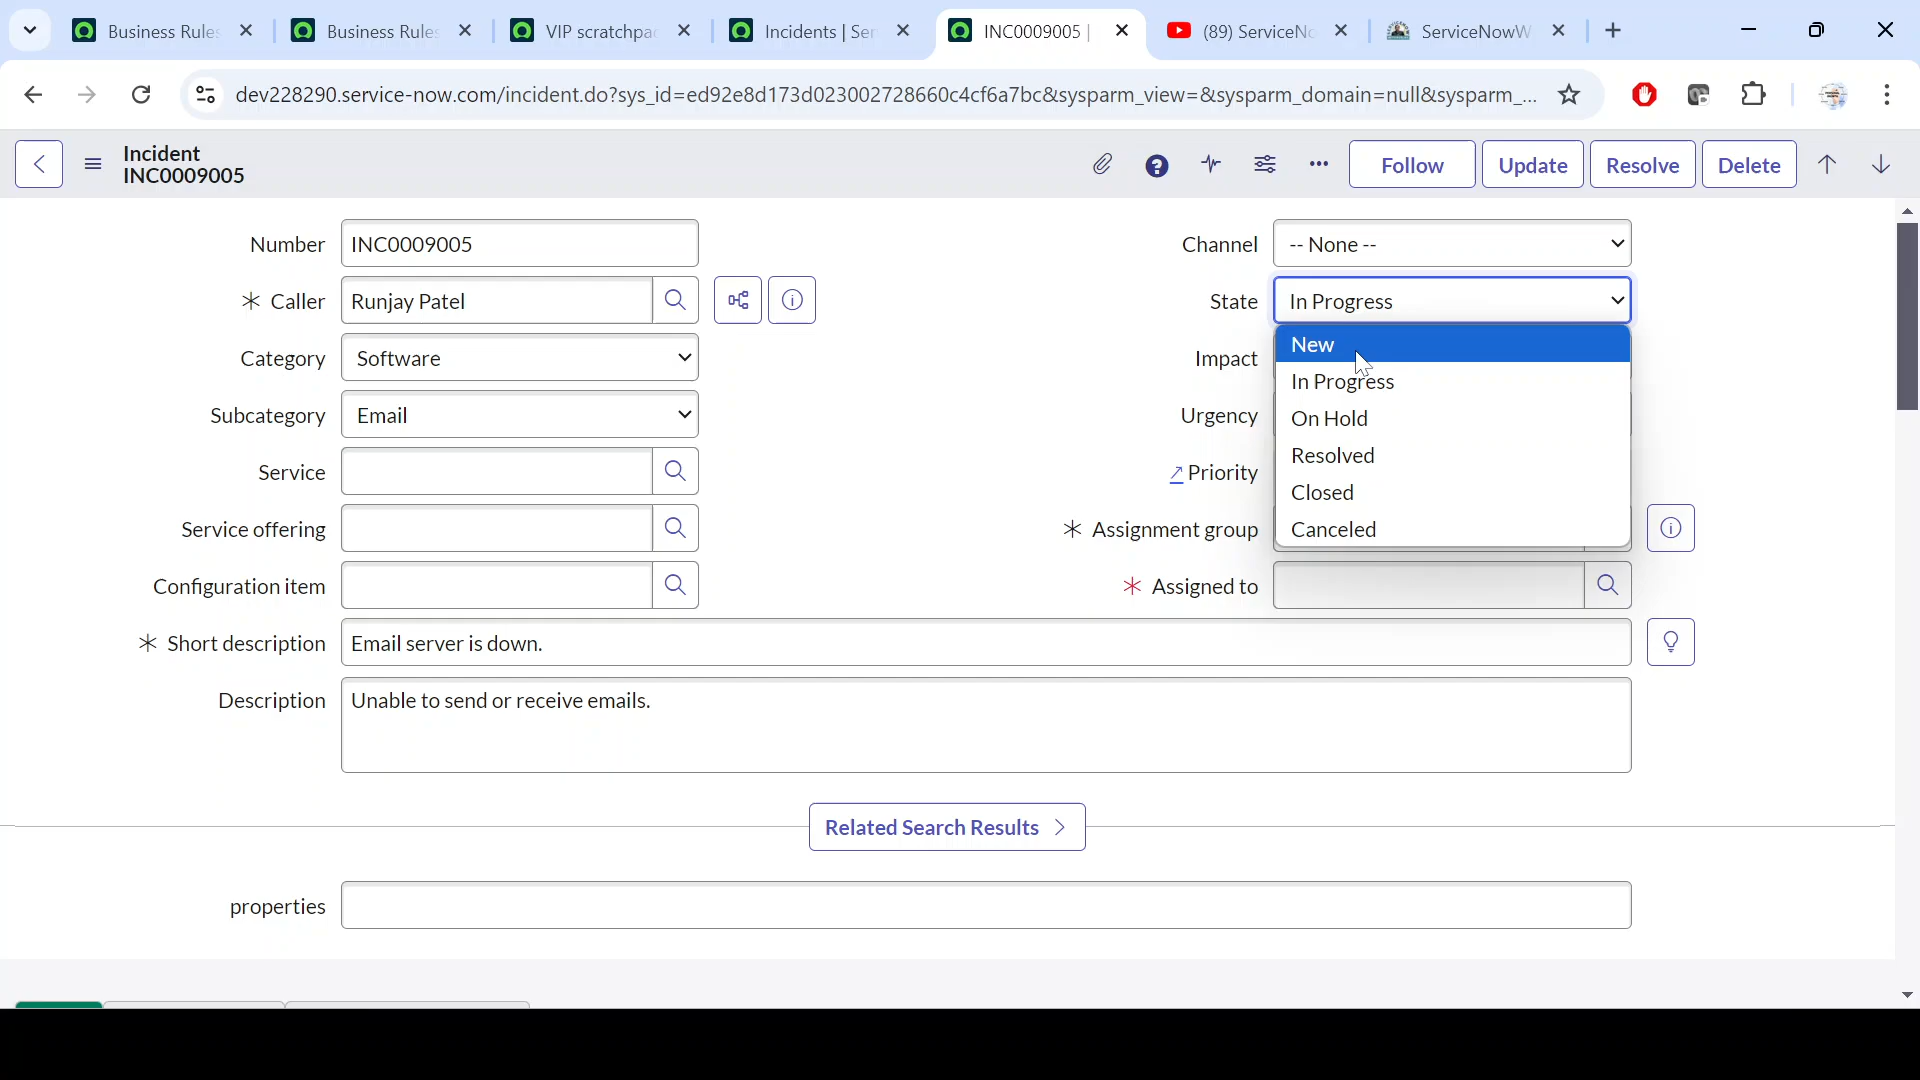 Business Rules
Business Rules
VIP scratchpa
Incidents | Ser
INC0009005 |
(89) ServiceNo
ServiceNowW
dev228290.service-now.com/incident.do?sys_id=ed92e8d173d023002728660c4cf6a7bc&sysparm_view=&sysparm_domain=null&sysparm_...
Incident
INC0009005
Follow
Update
Resolve
Delete
Number INC0009005
Channel -- None --
* Caller Runjay Patel
State In Progress
New
In Progress
On Hold
Resolved
Closed
Canceled
Category Software
Impact
Subcategory Email
Urgency
Service
Priority
Service offering
* Assignment group
Configuration item
* Assigned to
* Short description Email server is down.
Description Unable to send or receive emails.
Related Search Results
properties